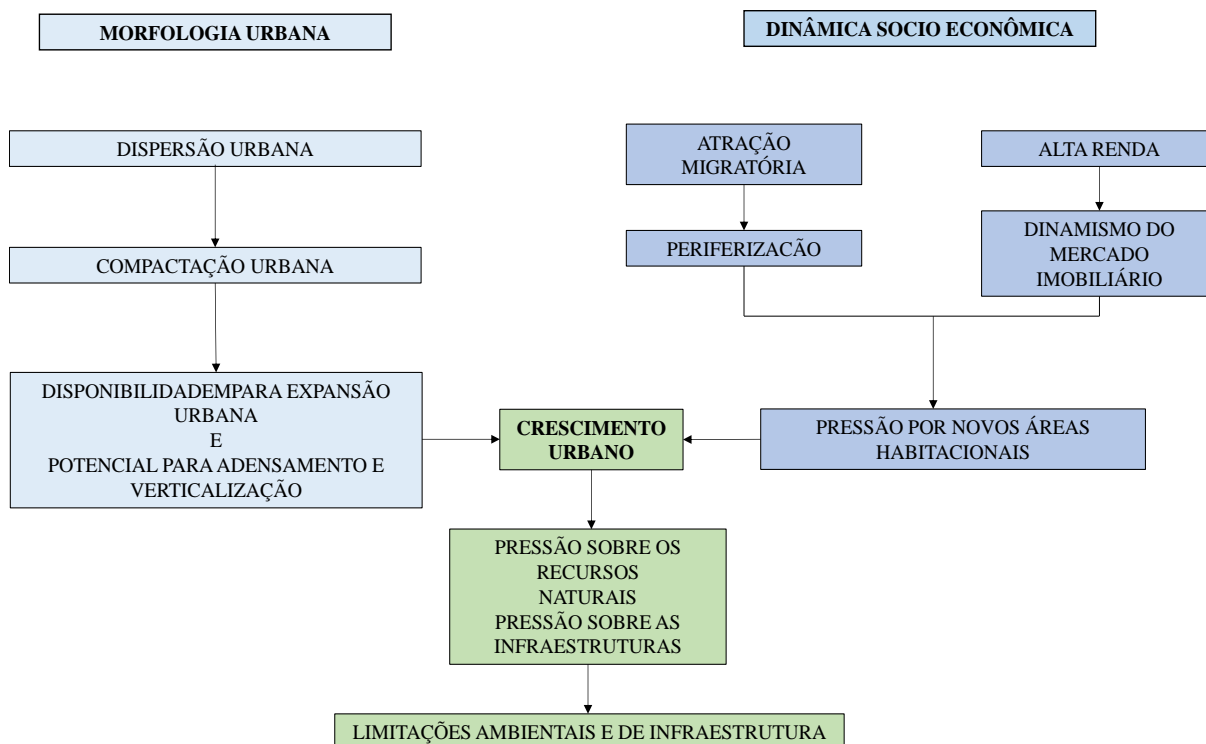 MORFOLOGIA URBANA
DINÂMICA SOCIO ECONÔMICA
DISPERSÃO URBANA
COMPACTAÇÃO URBANA
DISPONIBILIDADEMPARA EXPANSÃO
URBANA
E
POTENCIAL PARA ADENSAMENTO E
VERTICALIZAÇÃO
ATRAÇÃO
MIGRATÓRIA
PERIFERIZACÃO
ALTA RENDA
DINAMISMO DO
MERCADO
IMOBILIÁRIO
PRESSÃO POR NOVOS ÁREAS
HABITACIONAIS
CRESCIMENTO
URBANO
PRESSÃO SOBRE OS
RECURSOS
NATURAIS
PRESSÃO SOBRE AS
INFRAESTRUTURAS
LIMITAÇÕES AMBIENTAIS E DE INFRAESTRUTURA